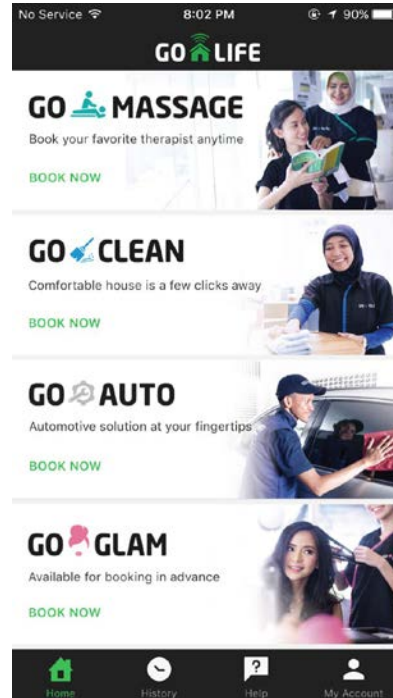 No Service 8:02 PM 90%
GO LIFE
GO MASSAGE
Book your favorite therapist anytime
BOOK NOW
GO CLEAN
Comfortable house is a few clicks away
BOOK NOW
GO AUTO
Automotive solution at your fingertips
BOOK NOW
GO GLAM
Available for booking in advance
BOOK NOW
?
Home History Help My Account